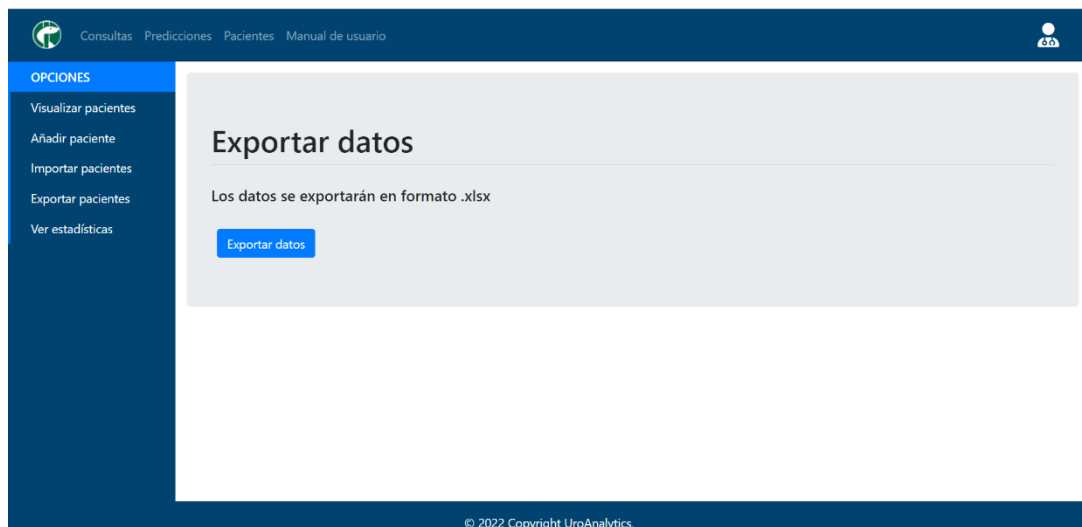 Consultas Predicciones Pacientes Manual de usuario
OPCIONES
Visualizar pacientes
Añadir paciente
Importar pacientes
Exportar pacientes
Ver estadísticas
Exportar datos
Los datos se exportarán en formato .xlsx
Exportar datos
© 2022 Copyright UroAnalytics.